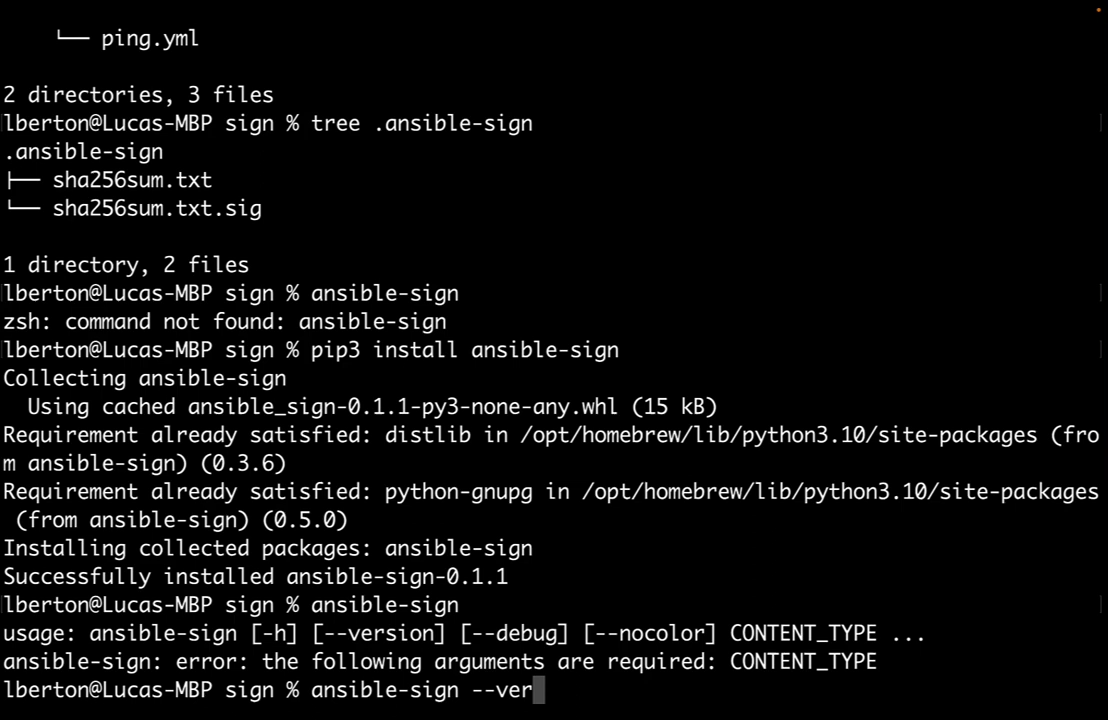 └── ping.yml
2 directories, 3 files
lberton@Lucas-MBP sign % tree .ansible-sign
.ansible-sign
├── sha256sum.txt
└── sha256sum.txt.sig
1 directory, 2 files
lberton@Lucas-MBP sign % ansible-sign
zsh: command not found: ansible-sign
lberton@Lucas-MBP sign % pip3 install ansible-sign
Collecting ansible-sign
  Using cached ansible_sign-0.1.1-py3-none-any.whl (15 kB)
Requirement already satisfied: distlib in /opt/homebrew/lib/python3.10/site-packages (fro
m ansible-sign) (0.3.6)
Requirement already satisfied: python-gnupg in /opt/homebrew/lib/python3.10/site-packages
 (from ansible-sign) (0.5.0)
Installing collected packages: ansible-sign
Successfully installed ansible-sign-0.1.1
lberton@Lucas-MBP sign % ansible-sign
usage: ansible-sign [-h] [--version] [--debug] [--nocolor] CONTENT_TYPE ...
ansible-sign: error: the following arguments are required: CONTENT_TYPE
lberton@Lucas-MBP sign % ansible-sign --ver